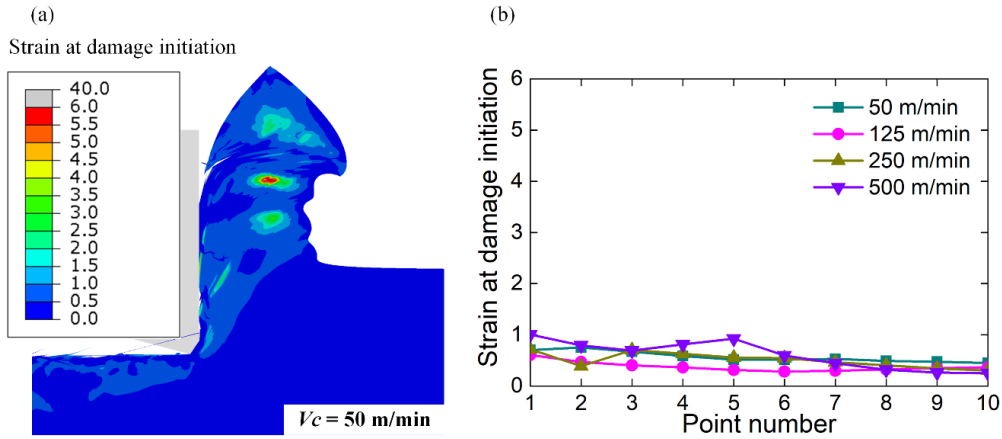 (a)
Strain at damage initiation
40.0
6.0
5.5
5.0
4.5
4.0
3.5
3.0
2.5
2.0
1.5
1.0
0.5
0.0
Vc = 50 m/min
(b)
Strain at damage initiation
6
5
4
3
2
1
0
50 m/min
125 m/min
250 m/min
500 m/min
1 2 3 4 5 6 7 8 9 10
Point number